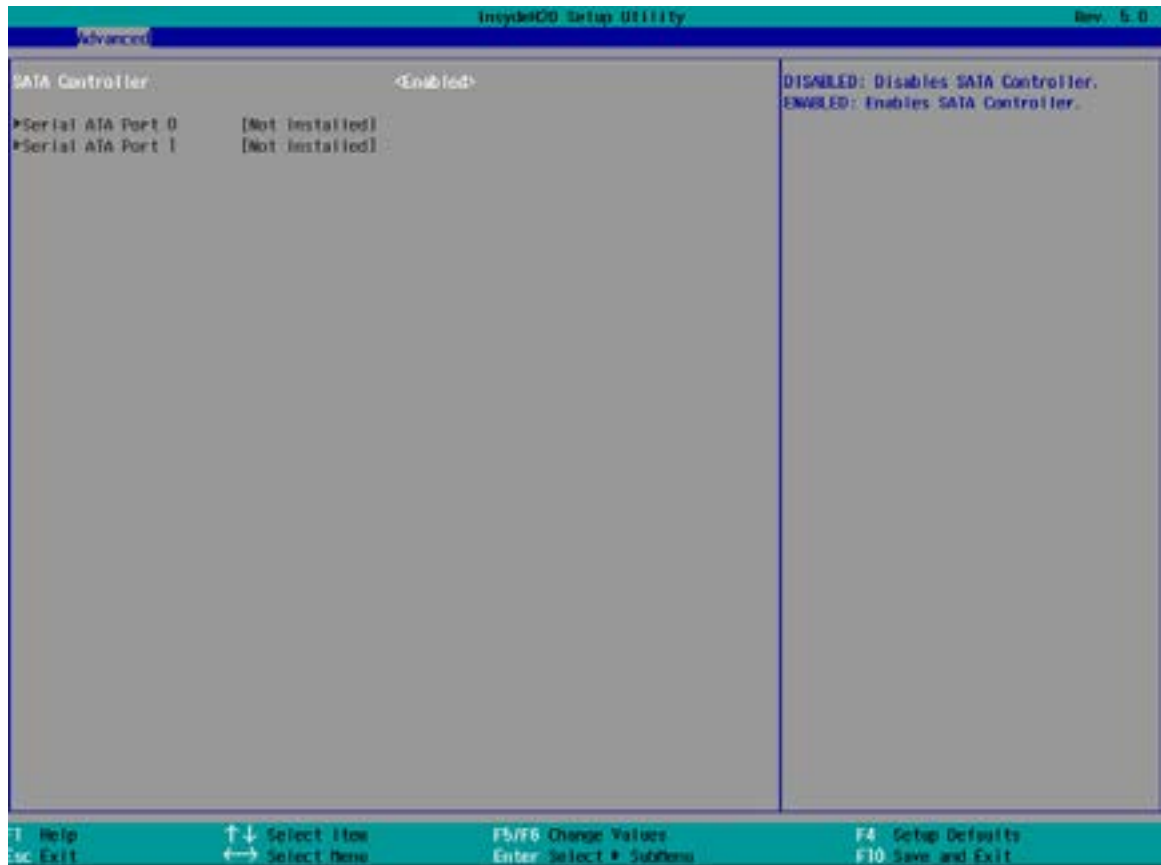 InsydeH20 Setup Utility Rev. 5.0
Advanced
SATA Controller <Enabled>
▶Serial ATA Port 0 [Not Installed]
▶Serial ATA Port 1 [Not Installed]
DISABLED: Disables SATA Controller.
ENABLED: Enables SATA Controller.
F1 Help ↑↓ Select Item F5/F6 Change Values F4 Setup Defaults
Esc Exit ←→ Select Menu Enter Select ▶ SubMenu F10 Save and Exit